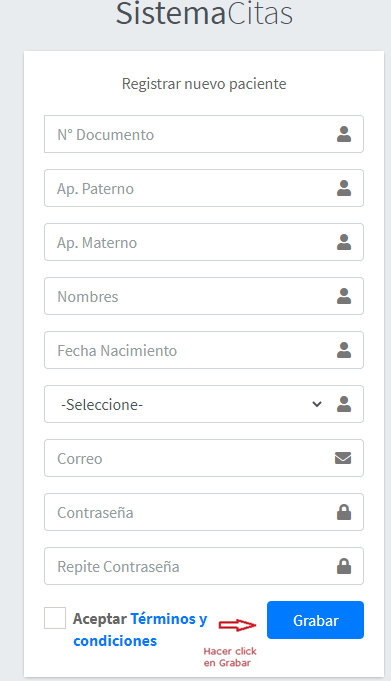 SistemaCitas
Registrar nuevo paciente
N° Documento
Ap. Paterno
Ap. Materno
Nombres
Fecha Nacimiento
-Seleccione-
Correo
Contraseña
Repite Contraseña
Aceptar Términos y
condiciones
Grabar
Hacer click
en Grabar